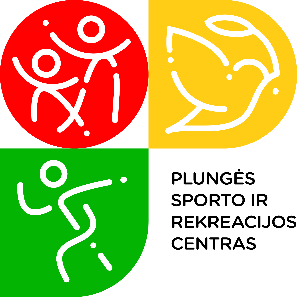 PLUNGĖS
SPORTO IR
REKREACIJOS
CENTRAS